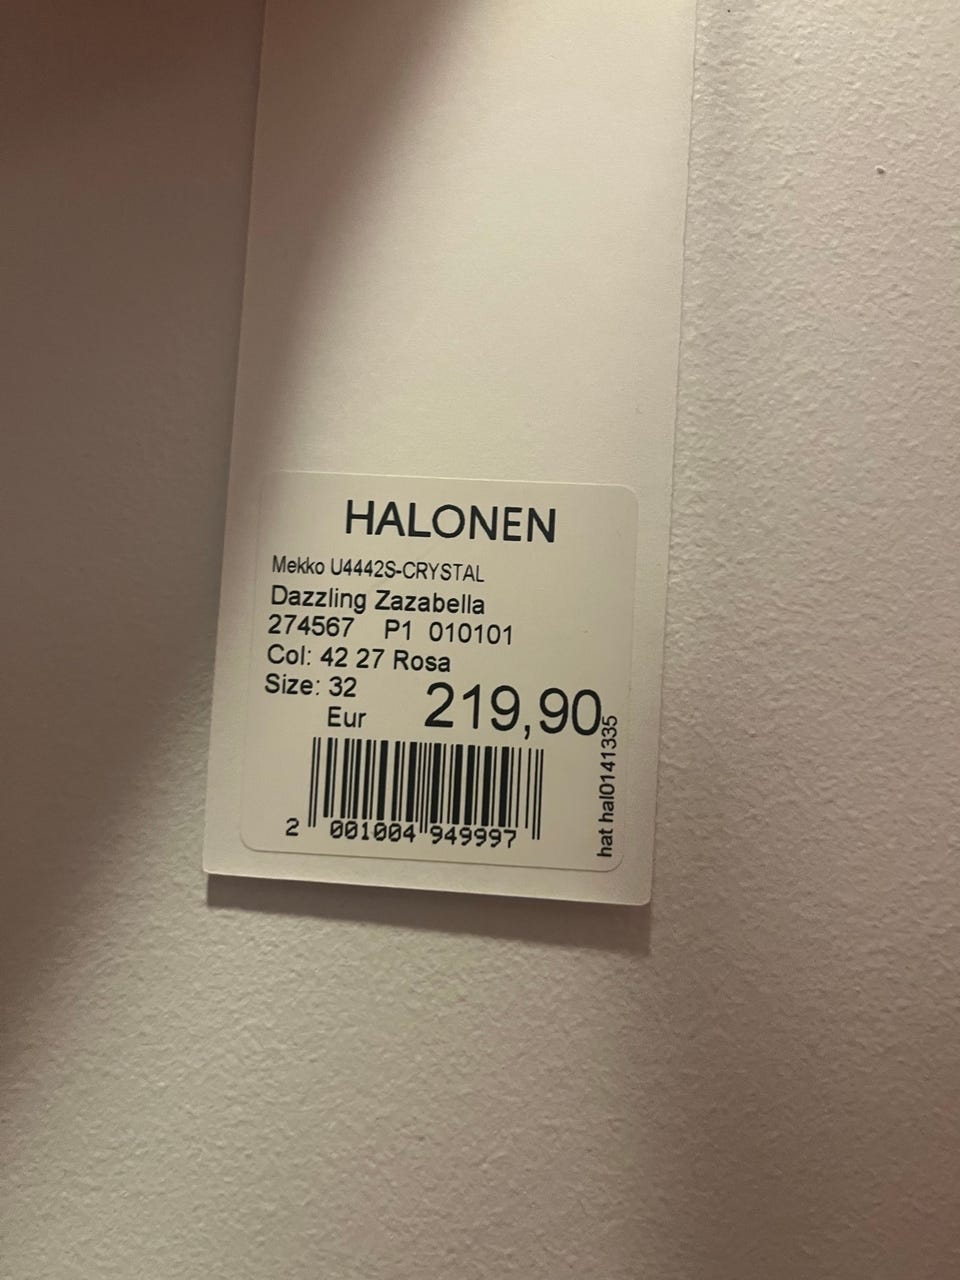 HALONEN
Mekko U4442S-CRYSTAL
Dazzling Zazabella
274567 P1 010101
Col: 42 27 Rosa
Size: 32
Eur 219,90
hat hal0141335
2 001004 949997